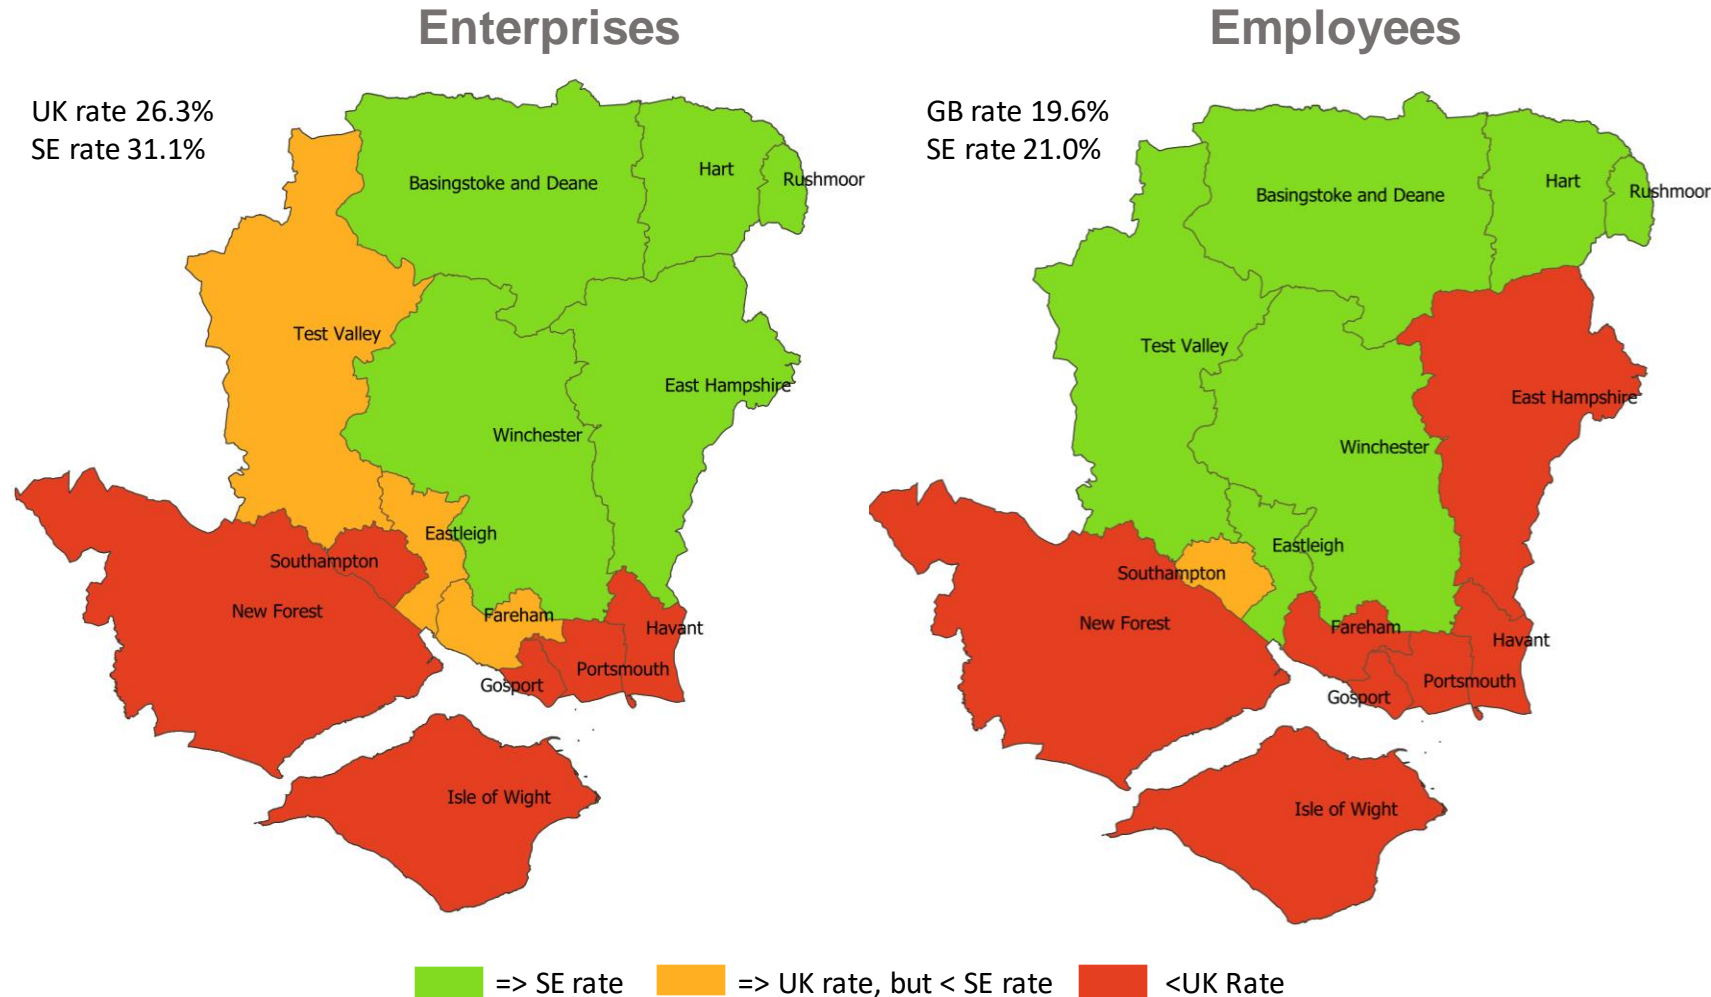 Enterprises
Employees
UK rate 26.3%
SE rate 31.1%
GB rate 19.6%
SE rate 21.0%
Basingstoke and Deane
Hart
Rushmoor
Test Valley
East Hampshire
Winchester
Eastleigh
Southampton
New Forest
Fareham
Havant
Portsmouth
Gosport
Isle of Wight
Basingstoke and Deane
Hart
Rushmoor
Test Valley
East Hampshire
Winchester
Eastleigh
Southampton
New Forest
Fareham
Havant
Portsmouth
Gosport
Isle of Wight
=> SE rate
=> UK rate, but < SE rate
<UK Rate